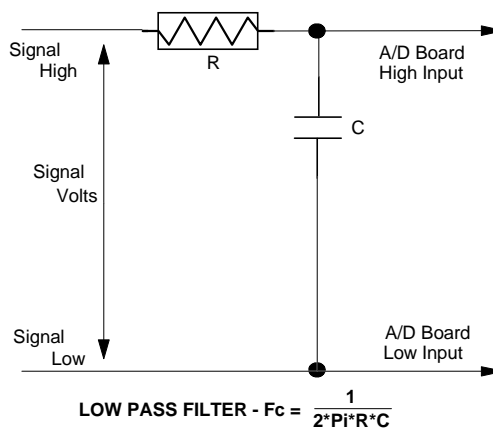 Signal
High
R
A/D Board
High Input
C
Signal
Volts
Signal
Low
A/D Board
Low Input
LOW PASS FILTER - Fc = 1
2*Pi*R*C